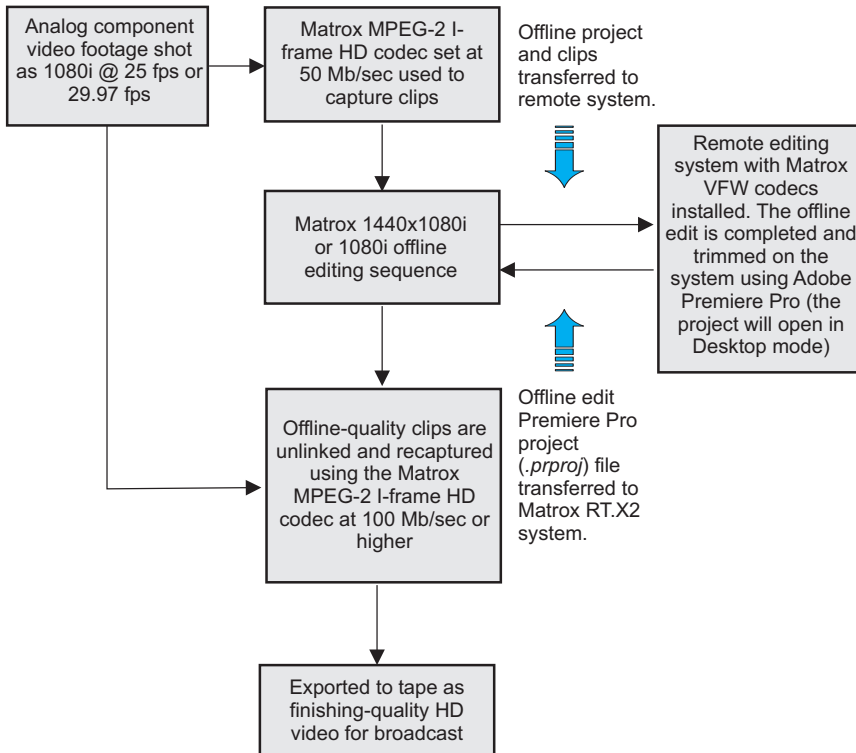 Analog component
video footage shot
as 1080i @ 25 fps or
29.97 fps
Matrox MPEG-2 I-
frame HD codec set at
50 Mb/sec used to
capture clips
Offline project
and clips
transferred to
remote system.
Remote editing
system with Matrox
VFW codecs
installed. The offline
edit is completed and
trimmed on the
system using Adobe
Premiere Pro (the
project will open in
Desktop mode)
Matrox 1440x1080i
or 1080i offline
editing sequence
Offline edit
Premiere Pro
project
(.prproj) file
transferred to
Matrox RT.X2
system.
Offline-quality clips are
unlinked and recaptured
using the Matrox
MPEG-2 I-frame HD
codec at 100 Mb/sec or
higher
Exported to tape as
finishing-quality HD
video for broadcast